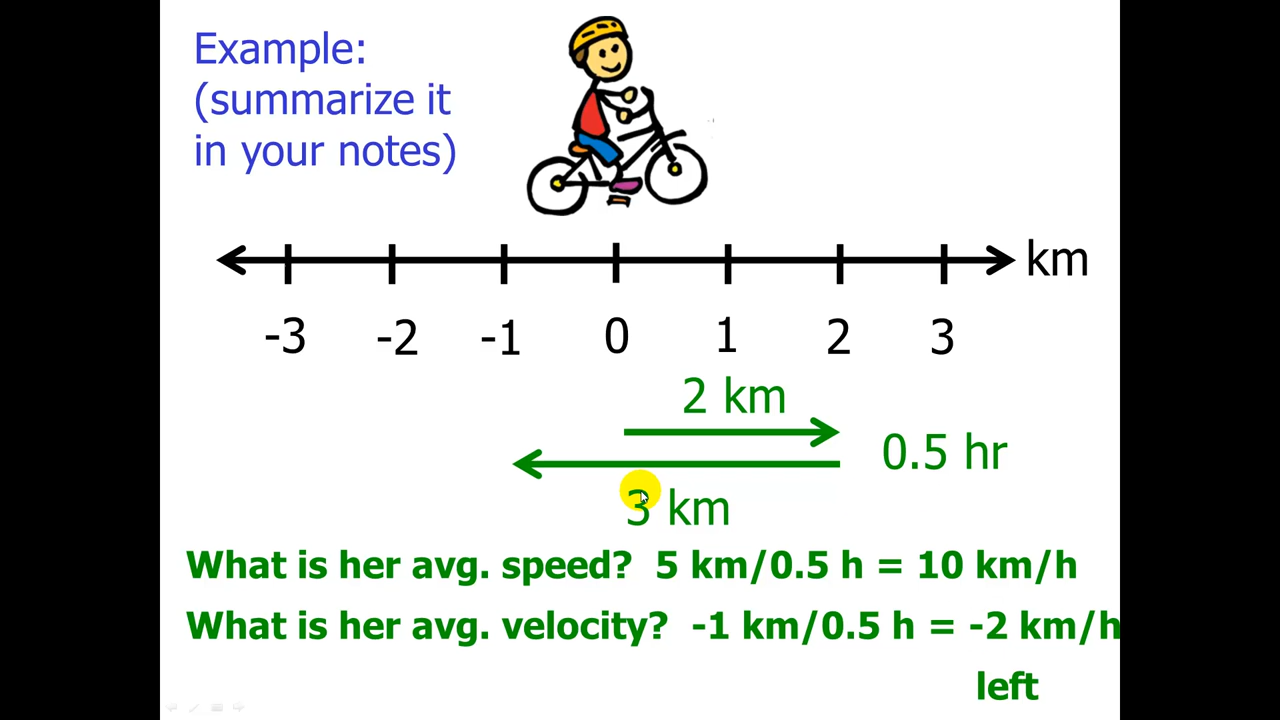 Example:
(summarize it
in your notes)
km
-3 -2 -1 0 1 2 3
2 km
0.5 hr
3 km
What is her avg. speed? 5 km/0.5 h = 10 km/h
What is her avg. velocity? -1 km/0.5 h = -2 km/h
left